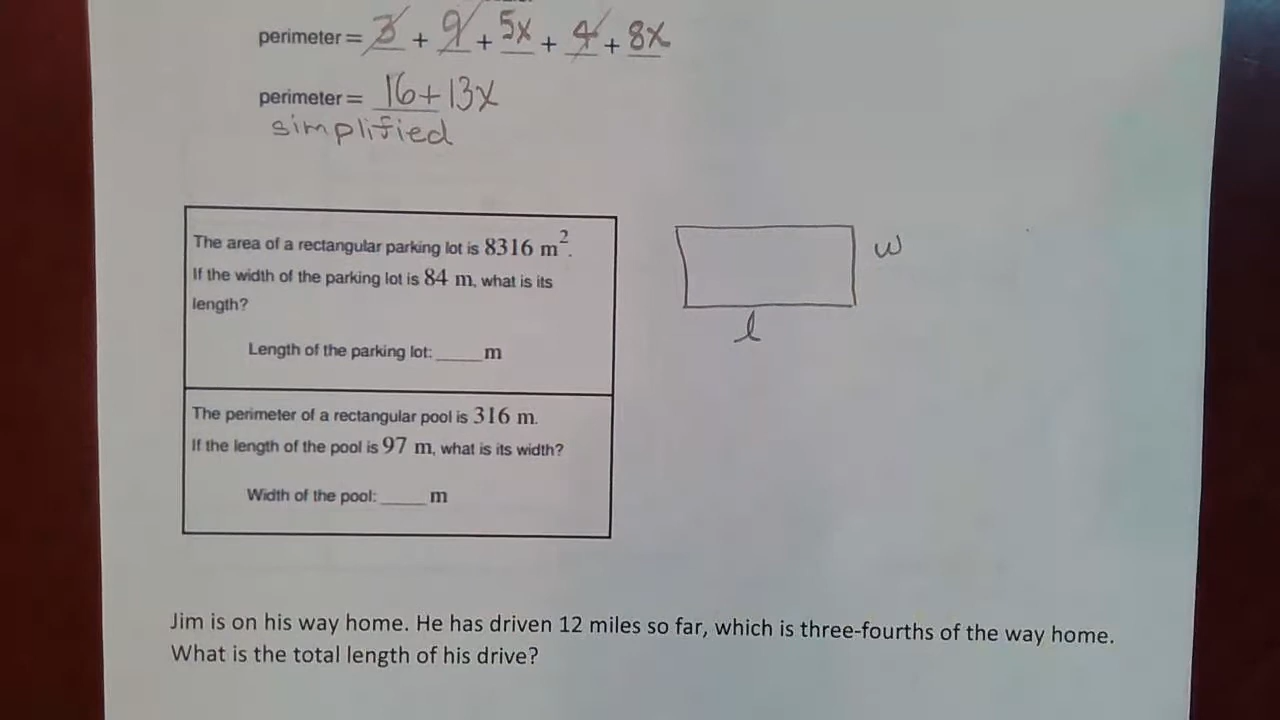 perimeter = 3 + 9 + 5x + 4 + 8x
perimeter = 16+13x
simplified
The area of a rectangular parking lot is 8316 m².
If the width of the parking lot is 84 m, what is its
length?
Length of the parking lot: _____ m
w
l
The perimeter of a rectangular pool is 316 m.
If the length of the pool is 97 m, what is its width?
Width of the pool: _____ m
Jim is on his way home. He has driven 12 miles so far, which is three-fourths of the way home.
What is the total length of his drive?